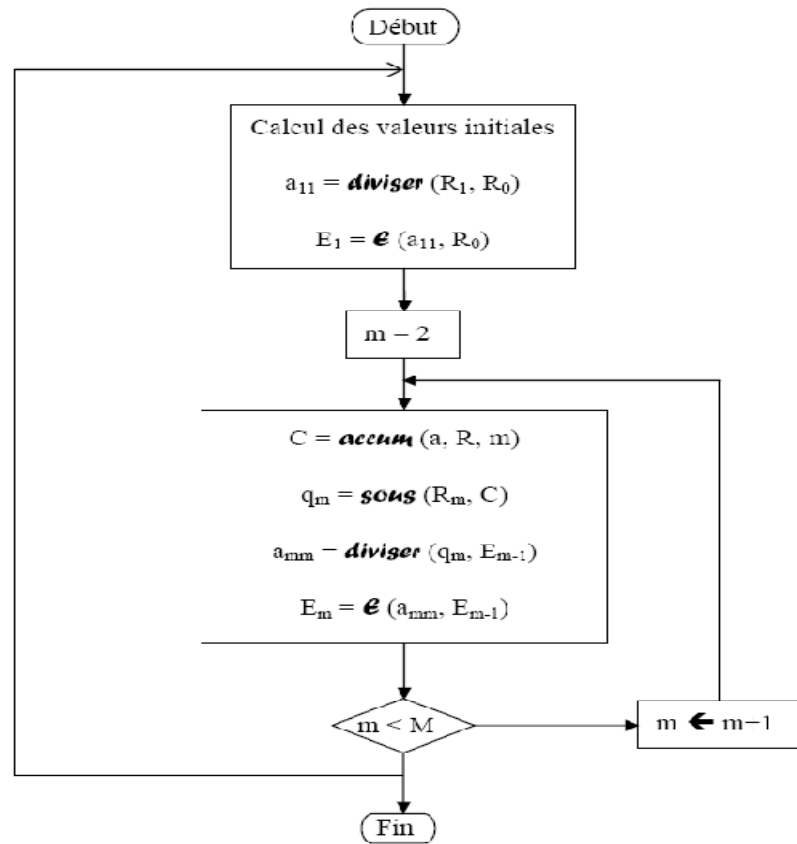 Début
Calcul des valeurs initiales
a₁₁ = diviser (R₁, R₀)
E₁ = e (a₁₁, R₀)
m – 2
C = accum (a, R, m)
qₘ = sous (Rₘ, C)
aₘₘ – diviser (qₘ, Eₘ₋₁)
Eₘ = e (aₘₘ, Eₘ₋₁)
m < M
m ← m−1
Fin